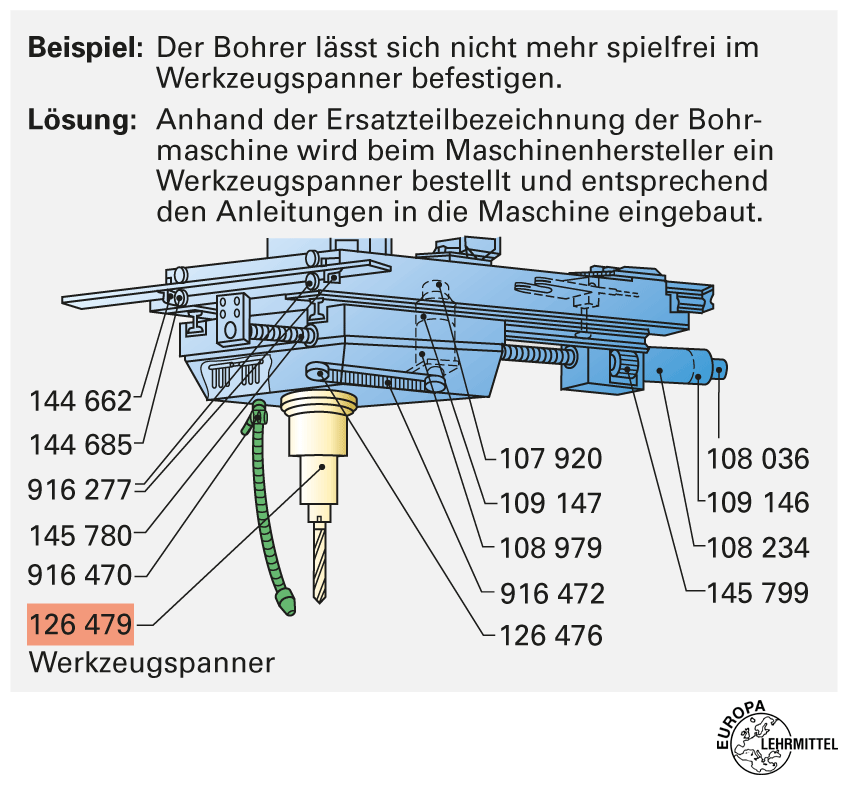 Beispiel: Der Bohrer lässt sich nicht mehr spielfrei im
Werkzeugspanner befestigen.
Lösung: Anhand der Ersatzteilbezeichnung der Bohr-
maschine wird beim Maschinenhersteller ein
Werkzeugspanner bestellt und entsprechend
den Anleitungen in die Maschine eingebaut.
144 662
144 685
916 277
145 780
916 470
126 479
Werkzeugspanner
107 920
109 147
108 979
916 472
126 476
108 036
109 146
108 234
145 799
EUROPA
LEHRMITTEL